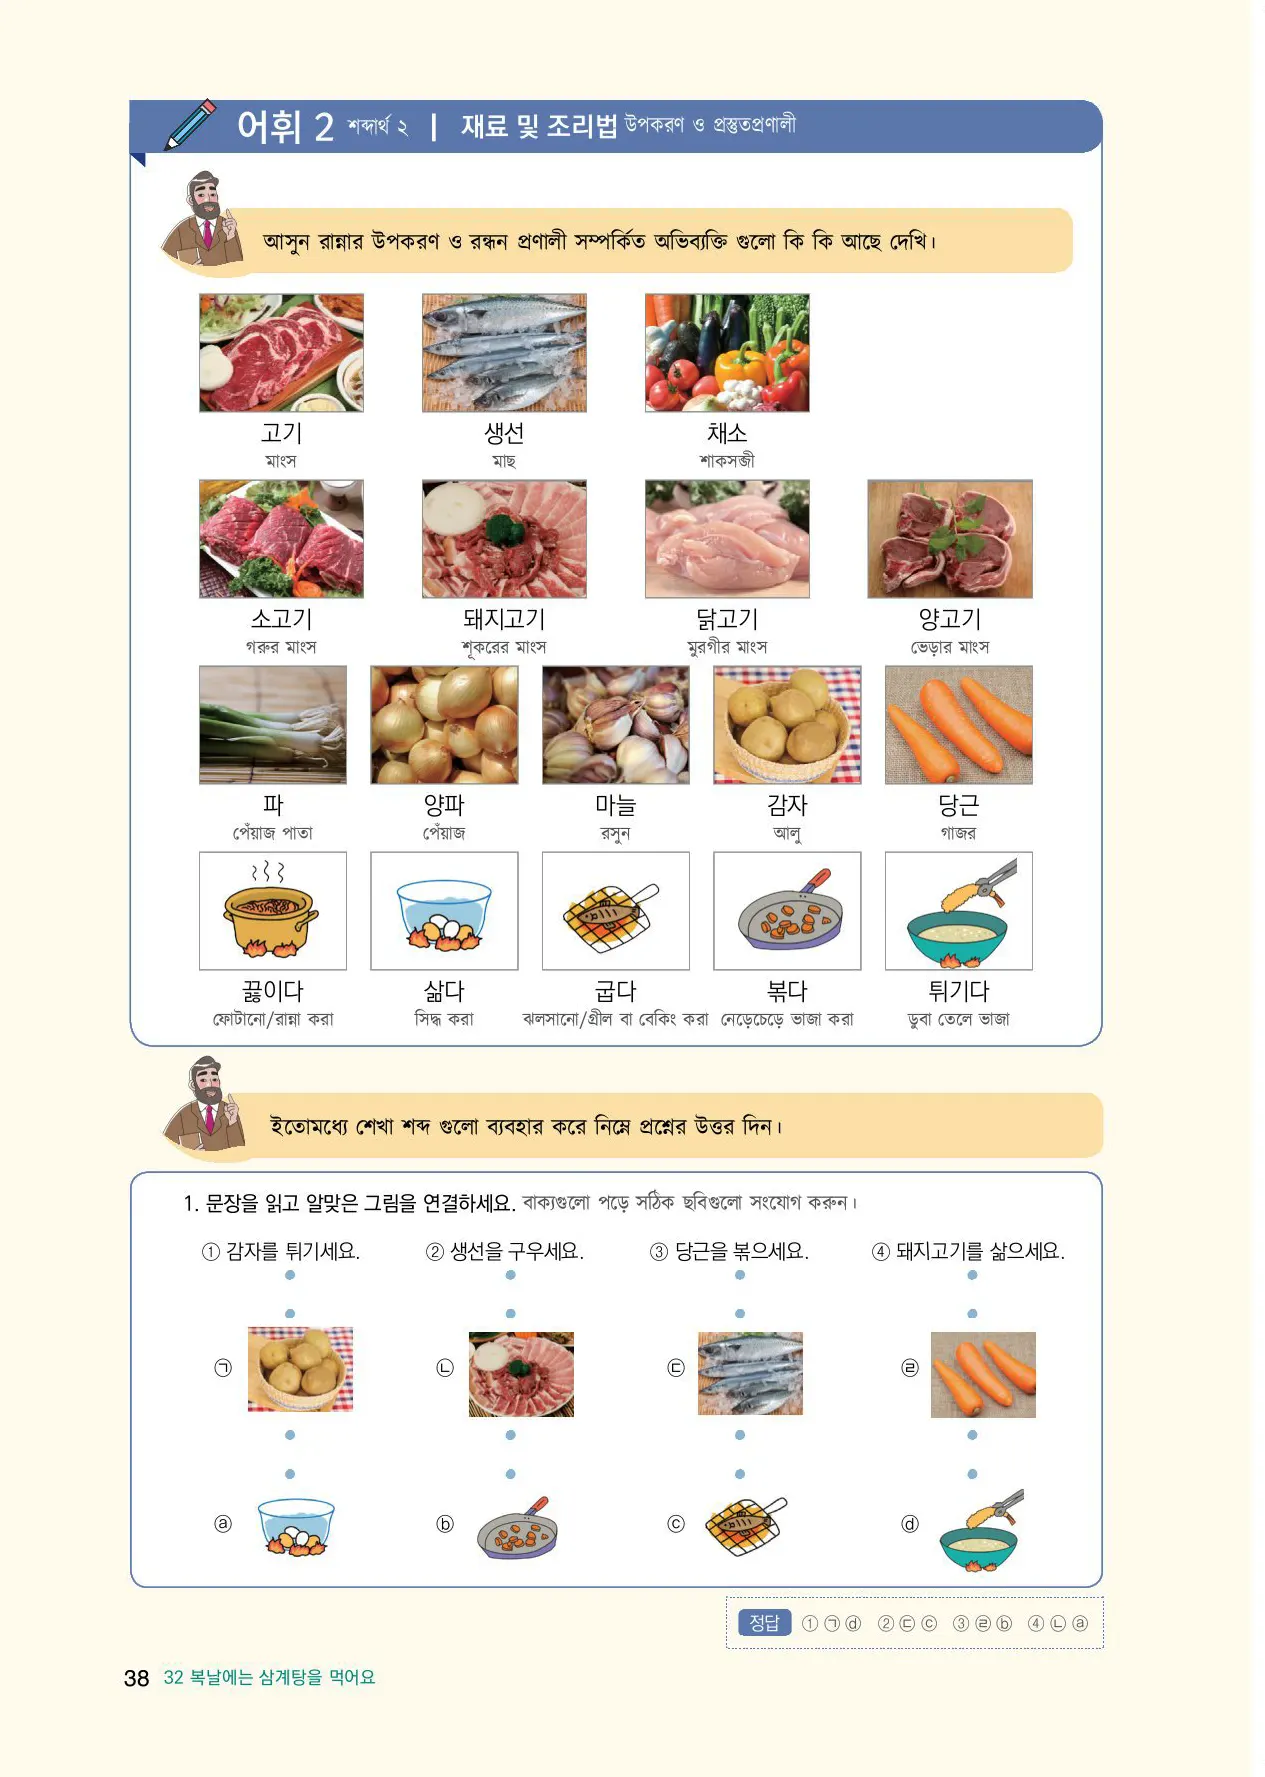 어휘 2 শব্দার্থ ২ | 재료 및 조리법 উপকরণ ও প্রস্তুতপ্রণালী
আসুন রান্নার উপকরণ ও রন্ধন প্রণালী সম্পর্কিত অভিব্যক্তি গুলো কি কি আছে দেখি।
고기 생선 채소
মাংস মাছ শাকসব্জী
소고기 돼지고기 닭고기 양고기
গরুর মাংস শূকরের মাংস মুরগীর মাংস ভেড়ার মাংস
파 양파 마늘 감자 당근
পেঁয়াজ পাতা পেঁয়াজ রসুন আলু গাজর
끓이다 삶다 굽다 볶다 튀기다
ফোটানো/রান্না করা সিদ্ধ করা ঝলসানো/গ্রীল বা বেকিং করা নেড়েচেড়ে ভাজা করা ডুবা তেলে ভাজা
ইতোমধ্যে শেখা শব্দ গুলো ব্যবহার করে নিম্নে প্রশ্নের উত্তর দিন।
1. 문장을 읽고 알맞은 그림을 연결하세요. বাক্যগুলো পড়ে সঠিক ছবিগুলো সংযোগ করুন।
① 감자를 튀기세요. ② 생선을 구우세요. ③ 당근을 볶으세요. ④ 돼지고기를 삶으세요.
㉠ ㉡ ㉢ ㉣
ⓐ ⓑ ⓒ ⓓ
정답 ① ㉠ ⓓ ② ㉢ ⓒ ③ ㉣ ⓑ ④ ㉡ ⓐ
38 32 복날에는 삼계탕을 먹어요